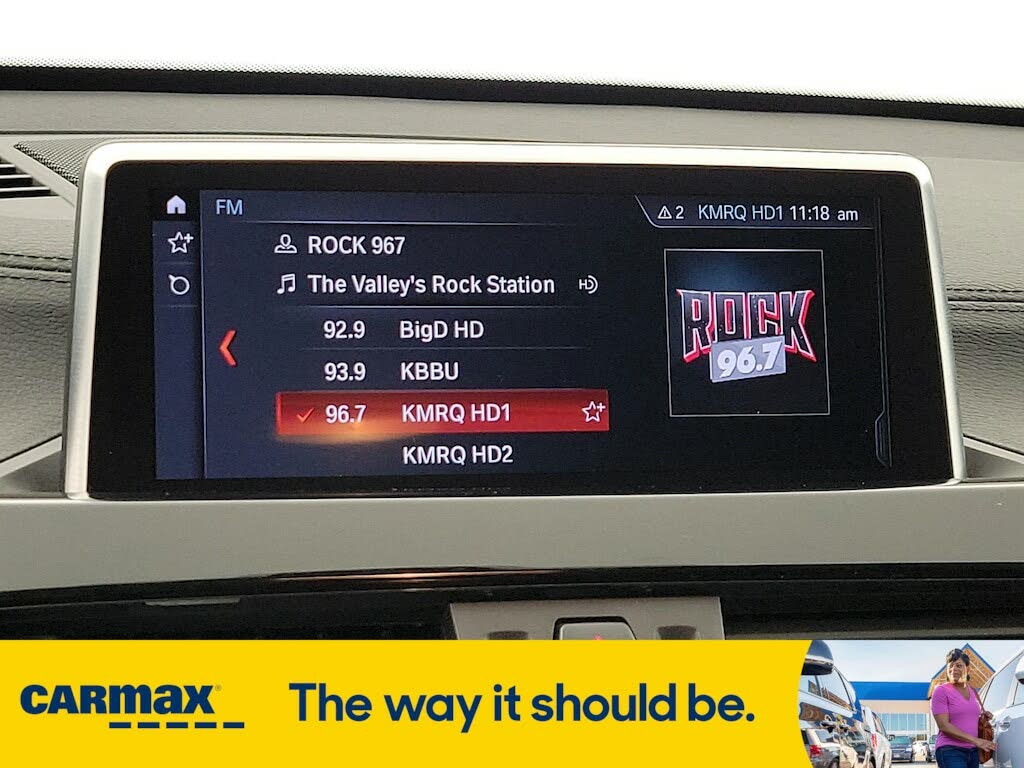 FM
2 KMRQ HD1 11:18 am
ROCK 967
The Valley's Rock Station HD
92.9 BigD HD
93.9 KBBU
96.7 KMRQ HD1
KMRQ HD2
ROCK
96.7
CARMAX
The way it should be.